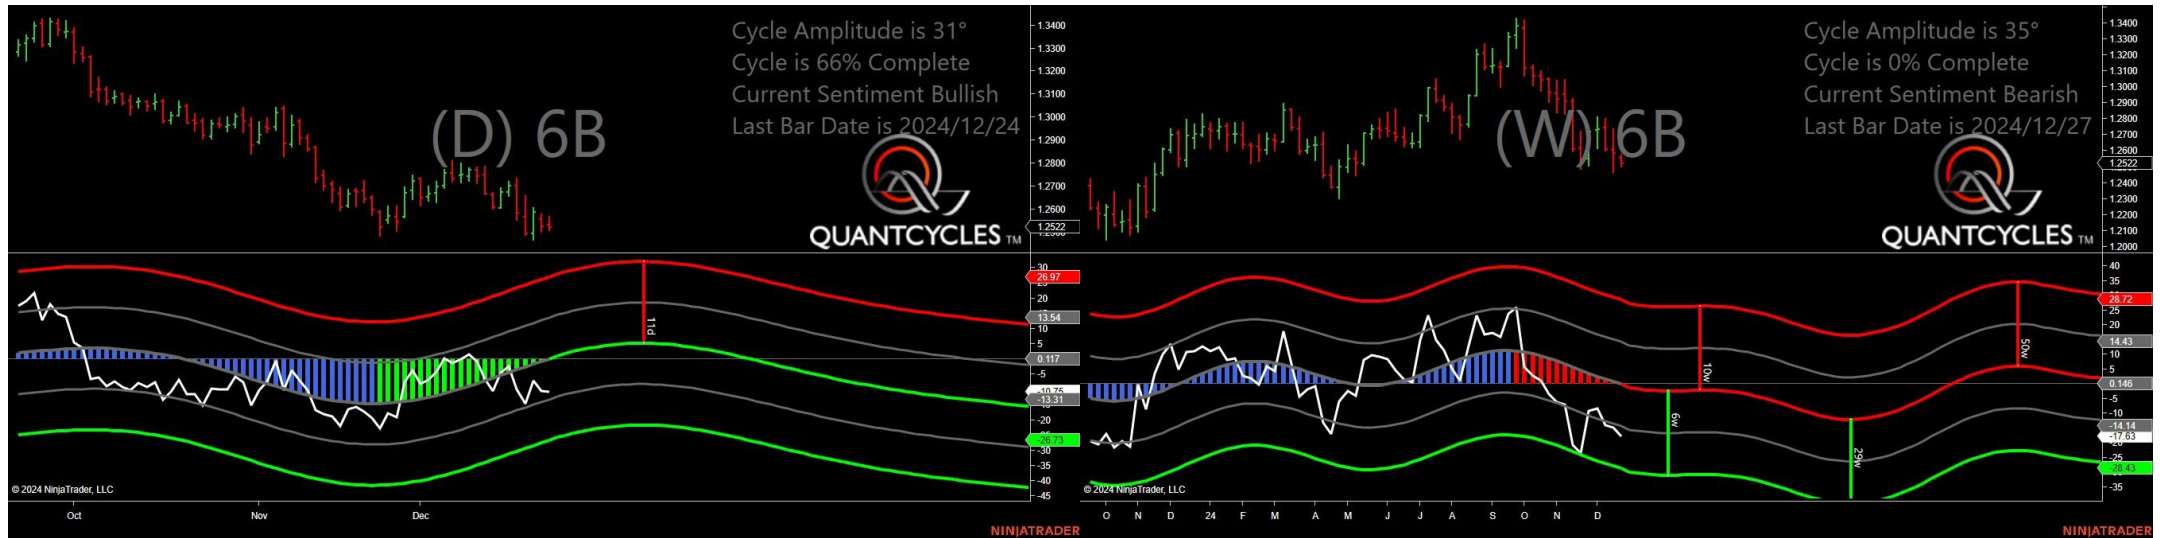 Cycle Amplitude is 31°
Cycle is 66% Complete
Current Sentiment Bullish
Last Bar Date is 2024/12/24
(D) 6B
QUANTCYCLES TM
1.3400
1.3300
1.3200
1.3100
1.3000
1.2900
1.2800
1.2700
1.2600
1.2522
30
26.97
20
13.54
10
5
0.117
-5
-10.75
-13.31
-20
-26.73
-30
-35
-40
-45
11d
© 2024 NinjaTrader, LLC
Oct Nov Dec
NINJATRADER
Cycle Amplitude is 35°
Cycle is 0% Complete
Current Sentiment Bearish
Last Bar Date is 2024/12/27
(W) 6B
QUANTCYCLES TM
1.3400
1.3300
1.3200
1.3100
1.3000
1.2900
1.2800
1.2700
1.2600
1.2522
1.2400
1.2300
1.2200
1.2100
1.2000
40
35
28.72
25
20
14.43
10
5
0.146
-5
-10
-14.14
-17.63
-25
-28.43
-35
10w
6w
29w
50w
© 2024 NinjaTrader, LLC
O N D 24 F M A M J J A S O N D
NINJATRADER